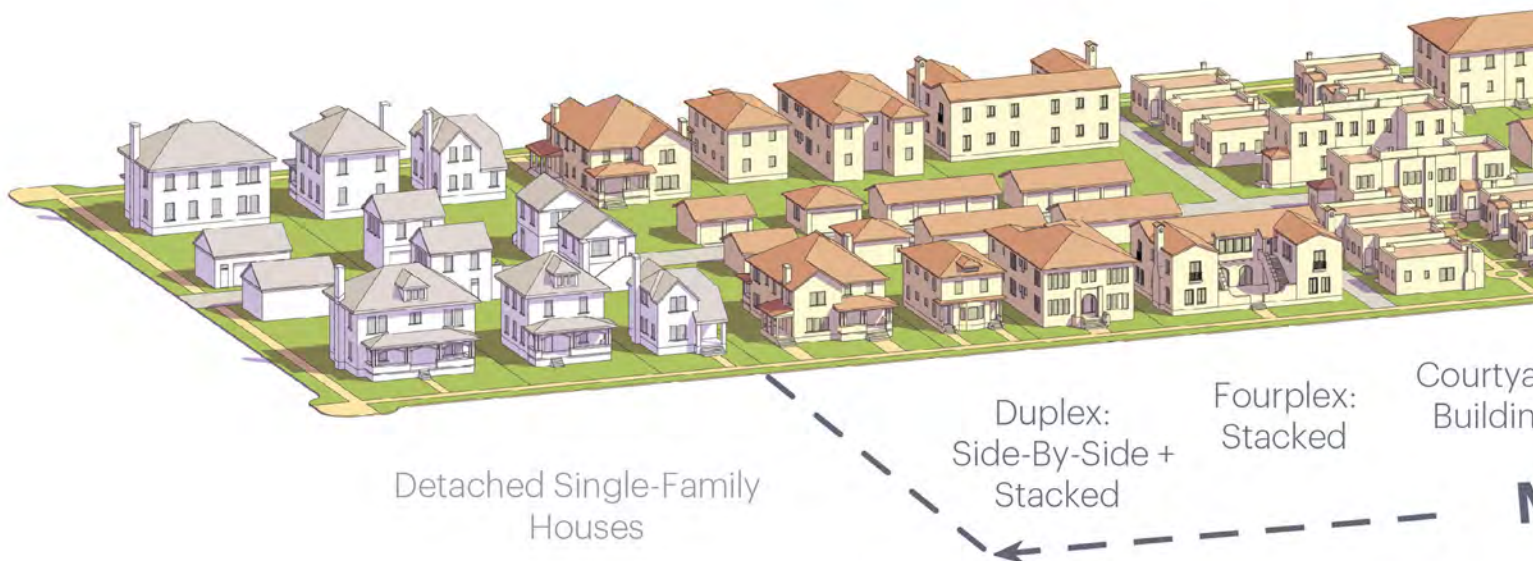 Detached Single-Family
Houses
Duplex:
Side-By-Side +
Stacked
Fourplex:
Stacked